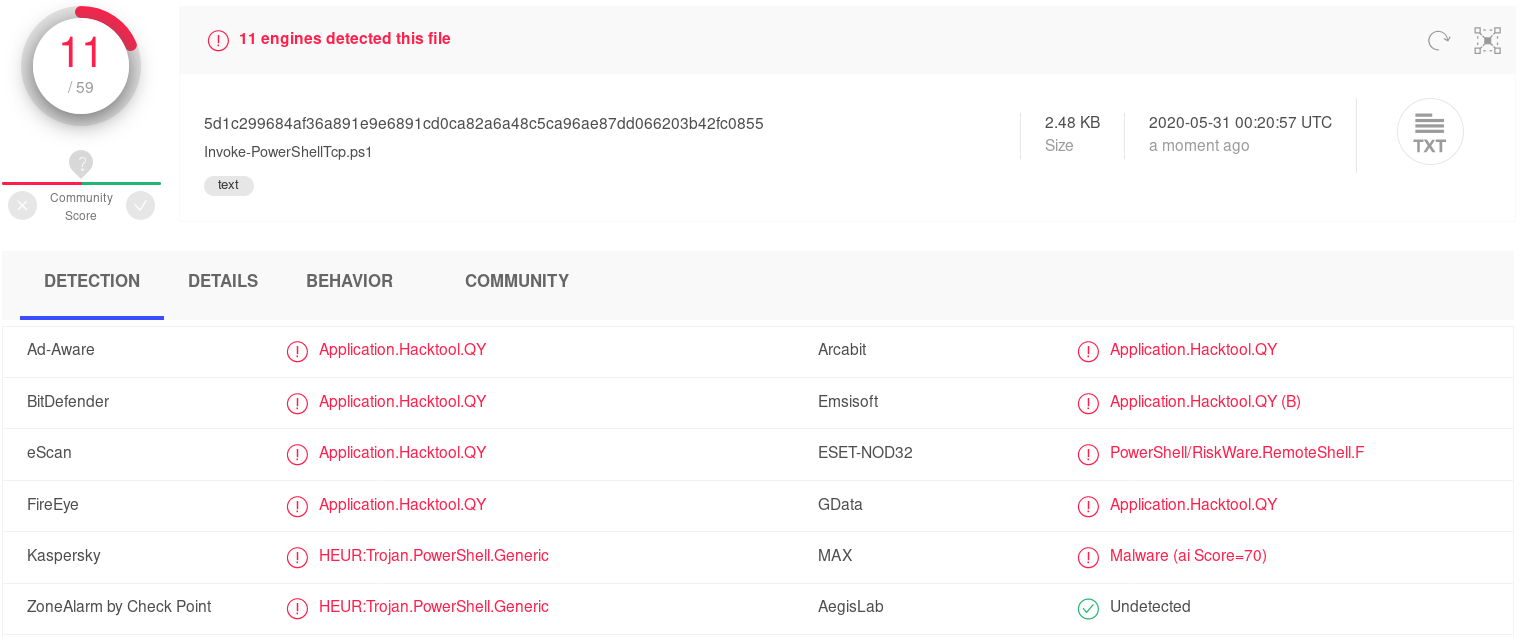 11
/ 59
?
Community
Score
11 engines detected this file
5d1c299684af36a891e9e6891cd0ca82a6a48c5ca96ae87dd066203b42fc0855
Invoke-PowerShellTcp.ps1
text
2.48 KB
Size
2020-05-31 00:20:57 UTC
a moment ago
TXT
DETECTION DETAILS BEHAVIOR COMMUNITY
Ad-Aware Application.Hacktool.QY Arcabit Application.Hacktool.QY
BitDefender Application.Hacktool.QY Emsisoft Application.Hacktool.QY (B)
eScan Application.Hacktool.QY ESET-NOD32 PowerShell/RiskWare.RemoteShell.F
FireEye Application.Hacktool.QY GData Application.Hacktool.QY
Kaspersky HEUR:Trojan.PowerShell.Generic MAX Malware (ai Score=70)
ZoneAlarm by Check Point HEUR:Trojan.PowerShell.Generic AegisLab Undetected